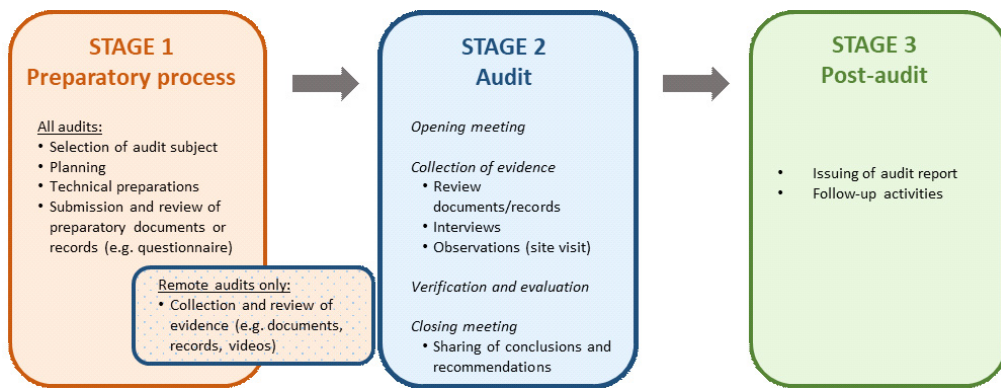 STAGE 1
Preparatory process
All audits:
• Selection of audit subject
• Planning
• Technical preparations
• Submission and review of
preparatory documents or
records (e.g. questionnaire)
Remote audits only:
• Collection and review of
evidence (e.g. documents,
records, videos)
STAGE 2
Audit
Opening meeting
Collection of evidence
• Review
documents/records
• Interviews
• Observations (site visit)
Verification and evaluation
Closing meeting
• Sharing of conclusions and
recommendations
STAGE 3
Post-audit
• Issuing of audit report
• Follow-up activities